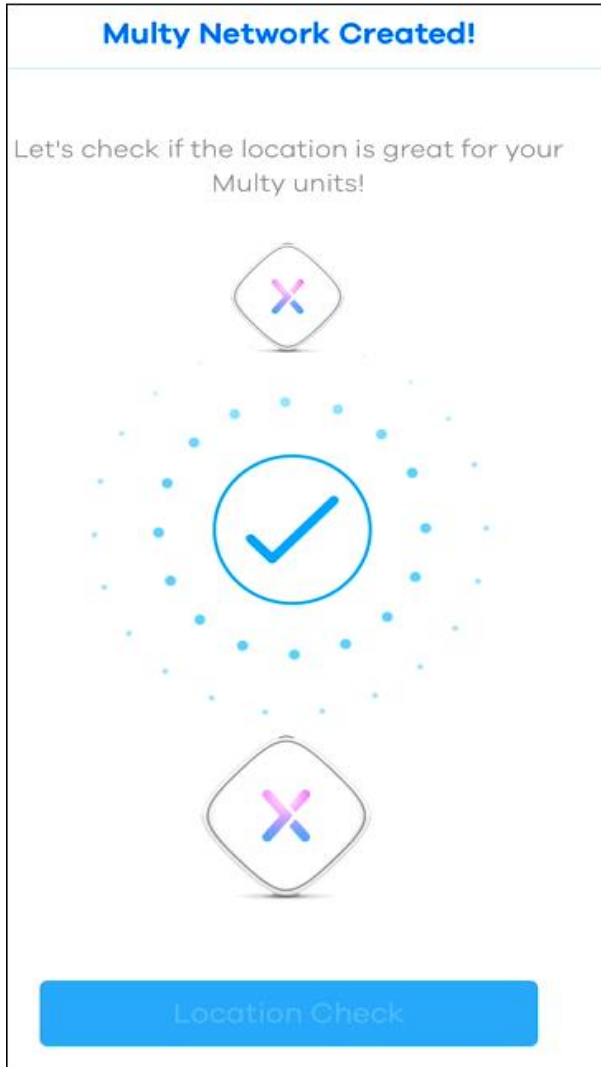 Multy Network Created!
Let's check if the location is great for your
Multy units!
Location Check